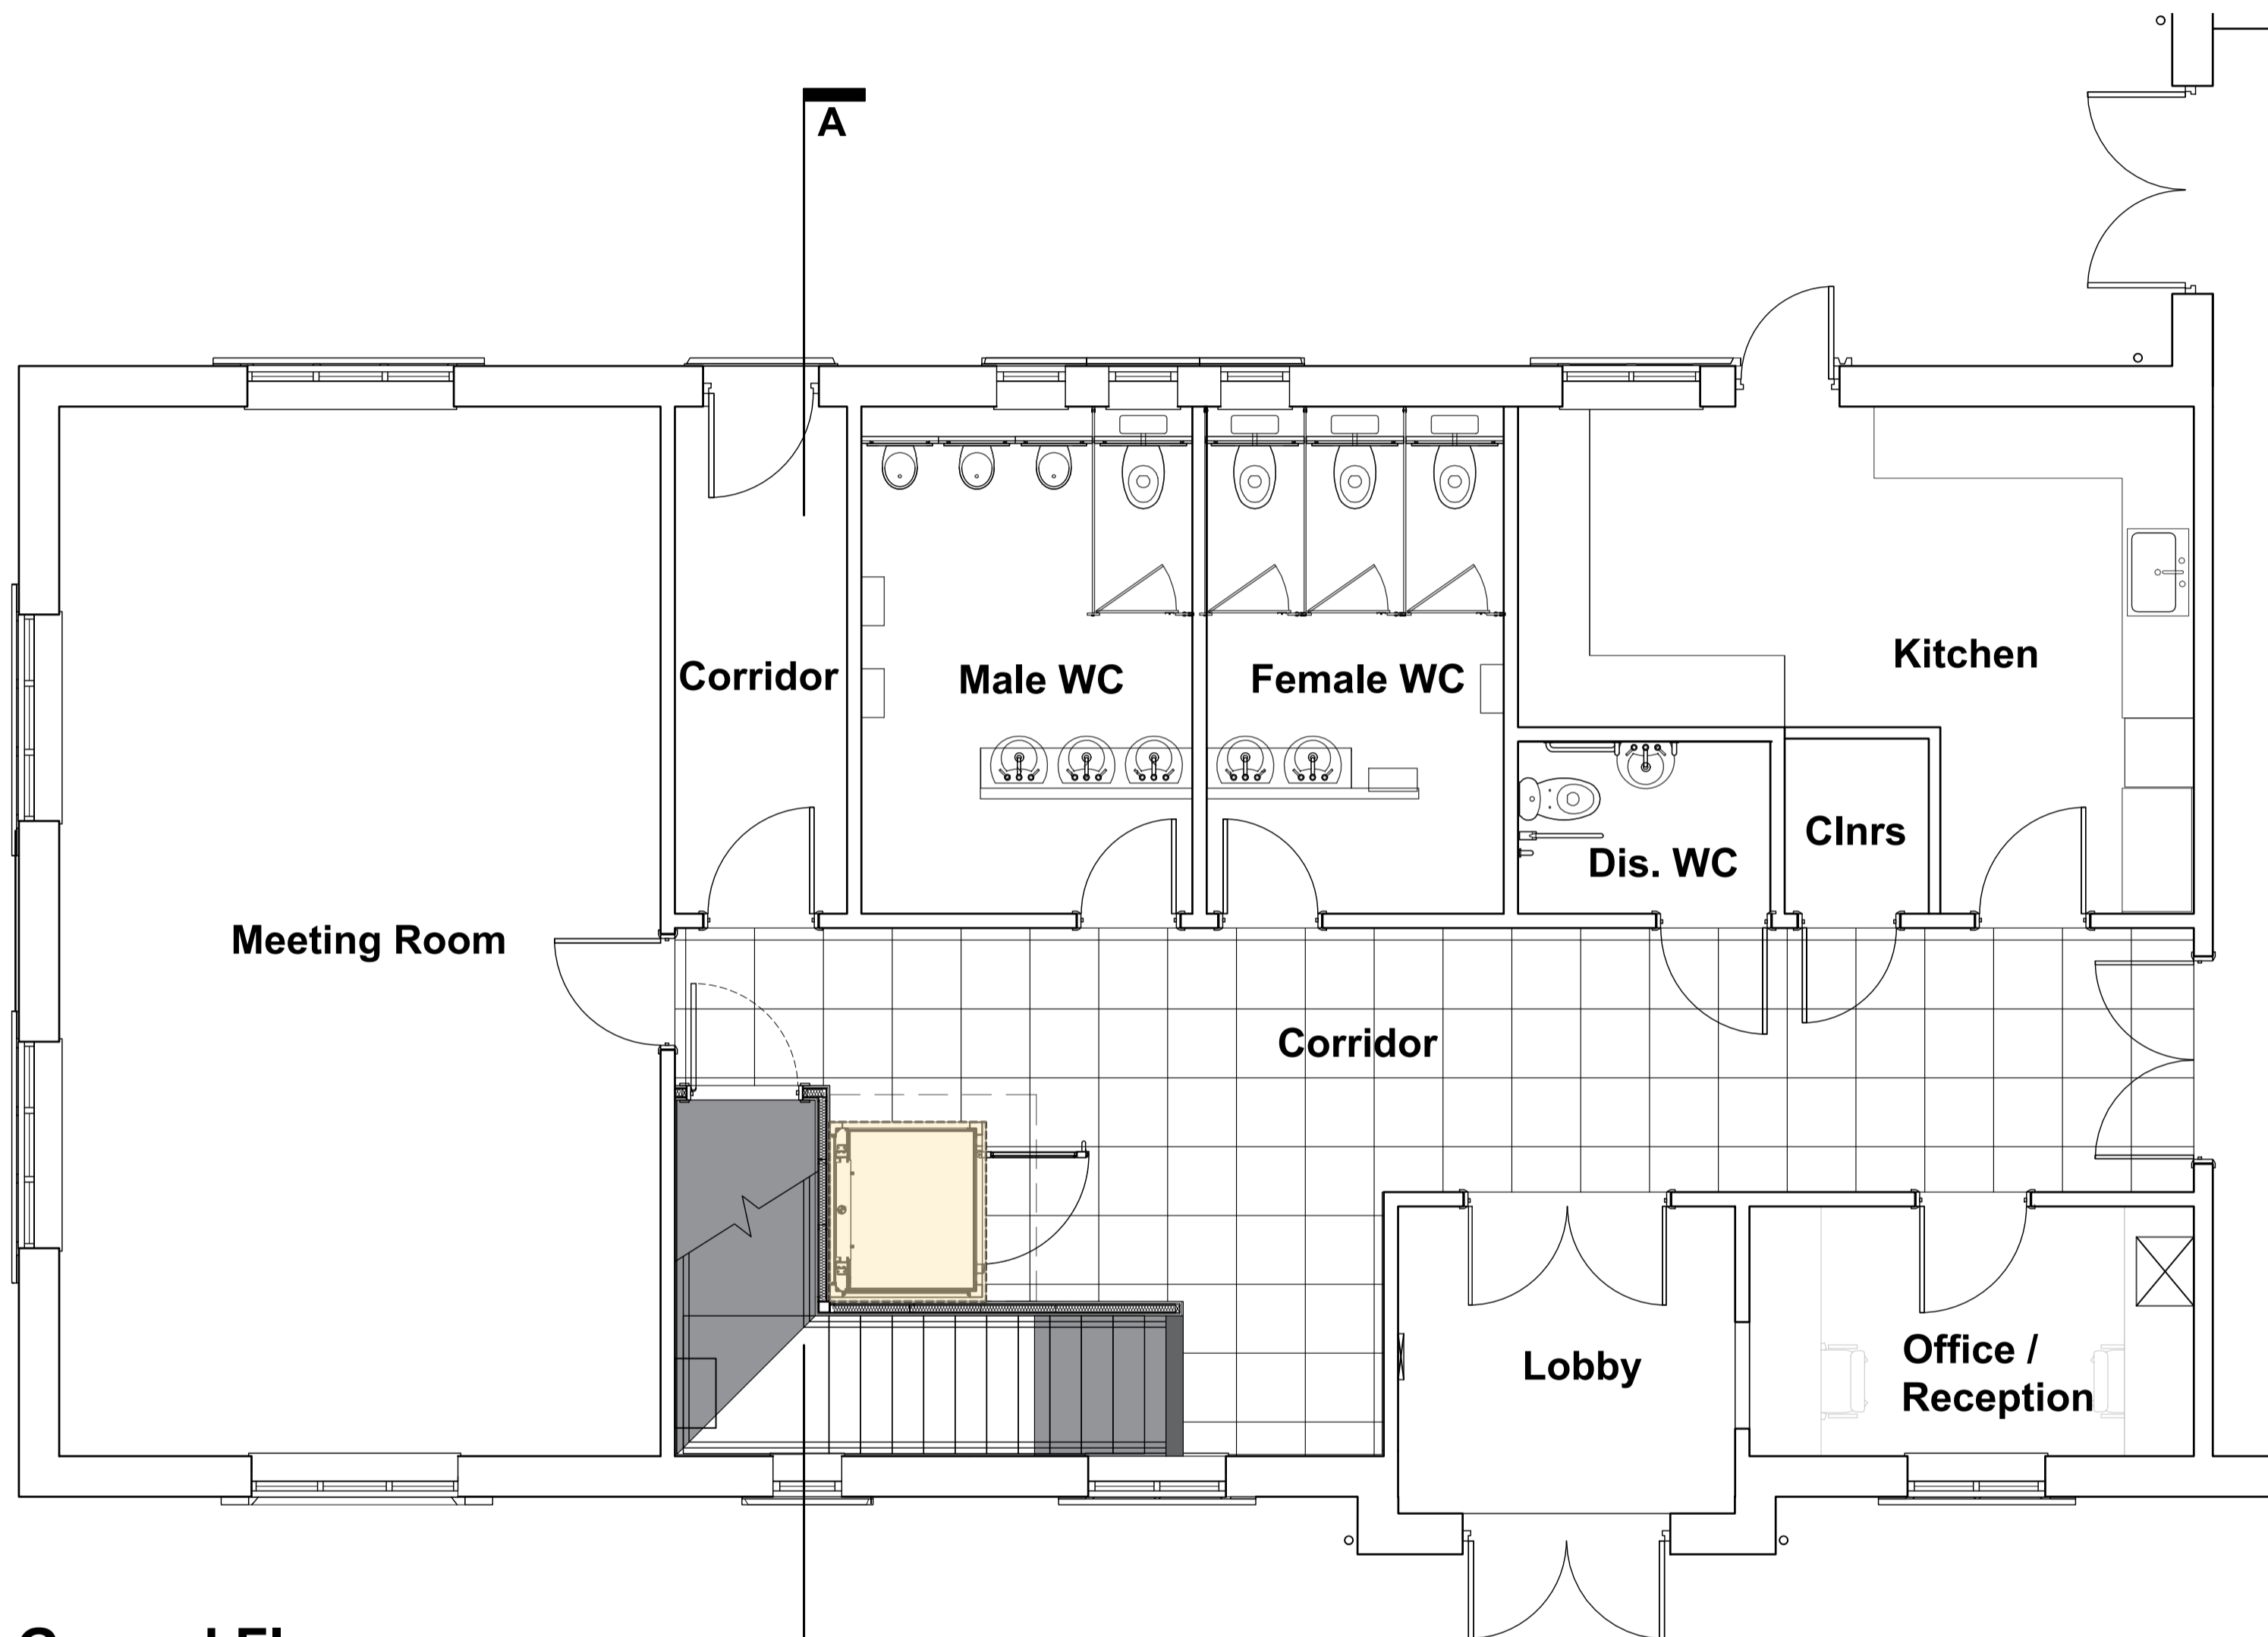 A
Corridor
Male WC
Female WC
Kitchen
Clnrs
Dis. WC
Meeting Room
Corridor
Lobby
Office /
Reception